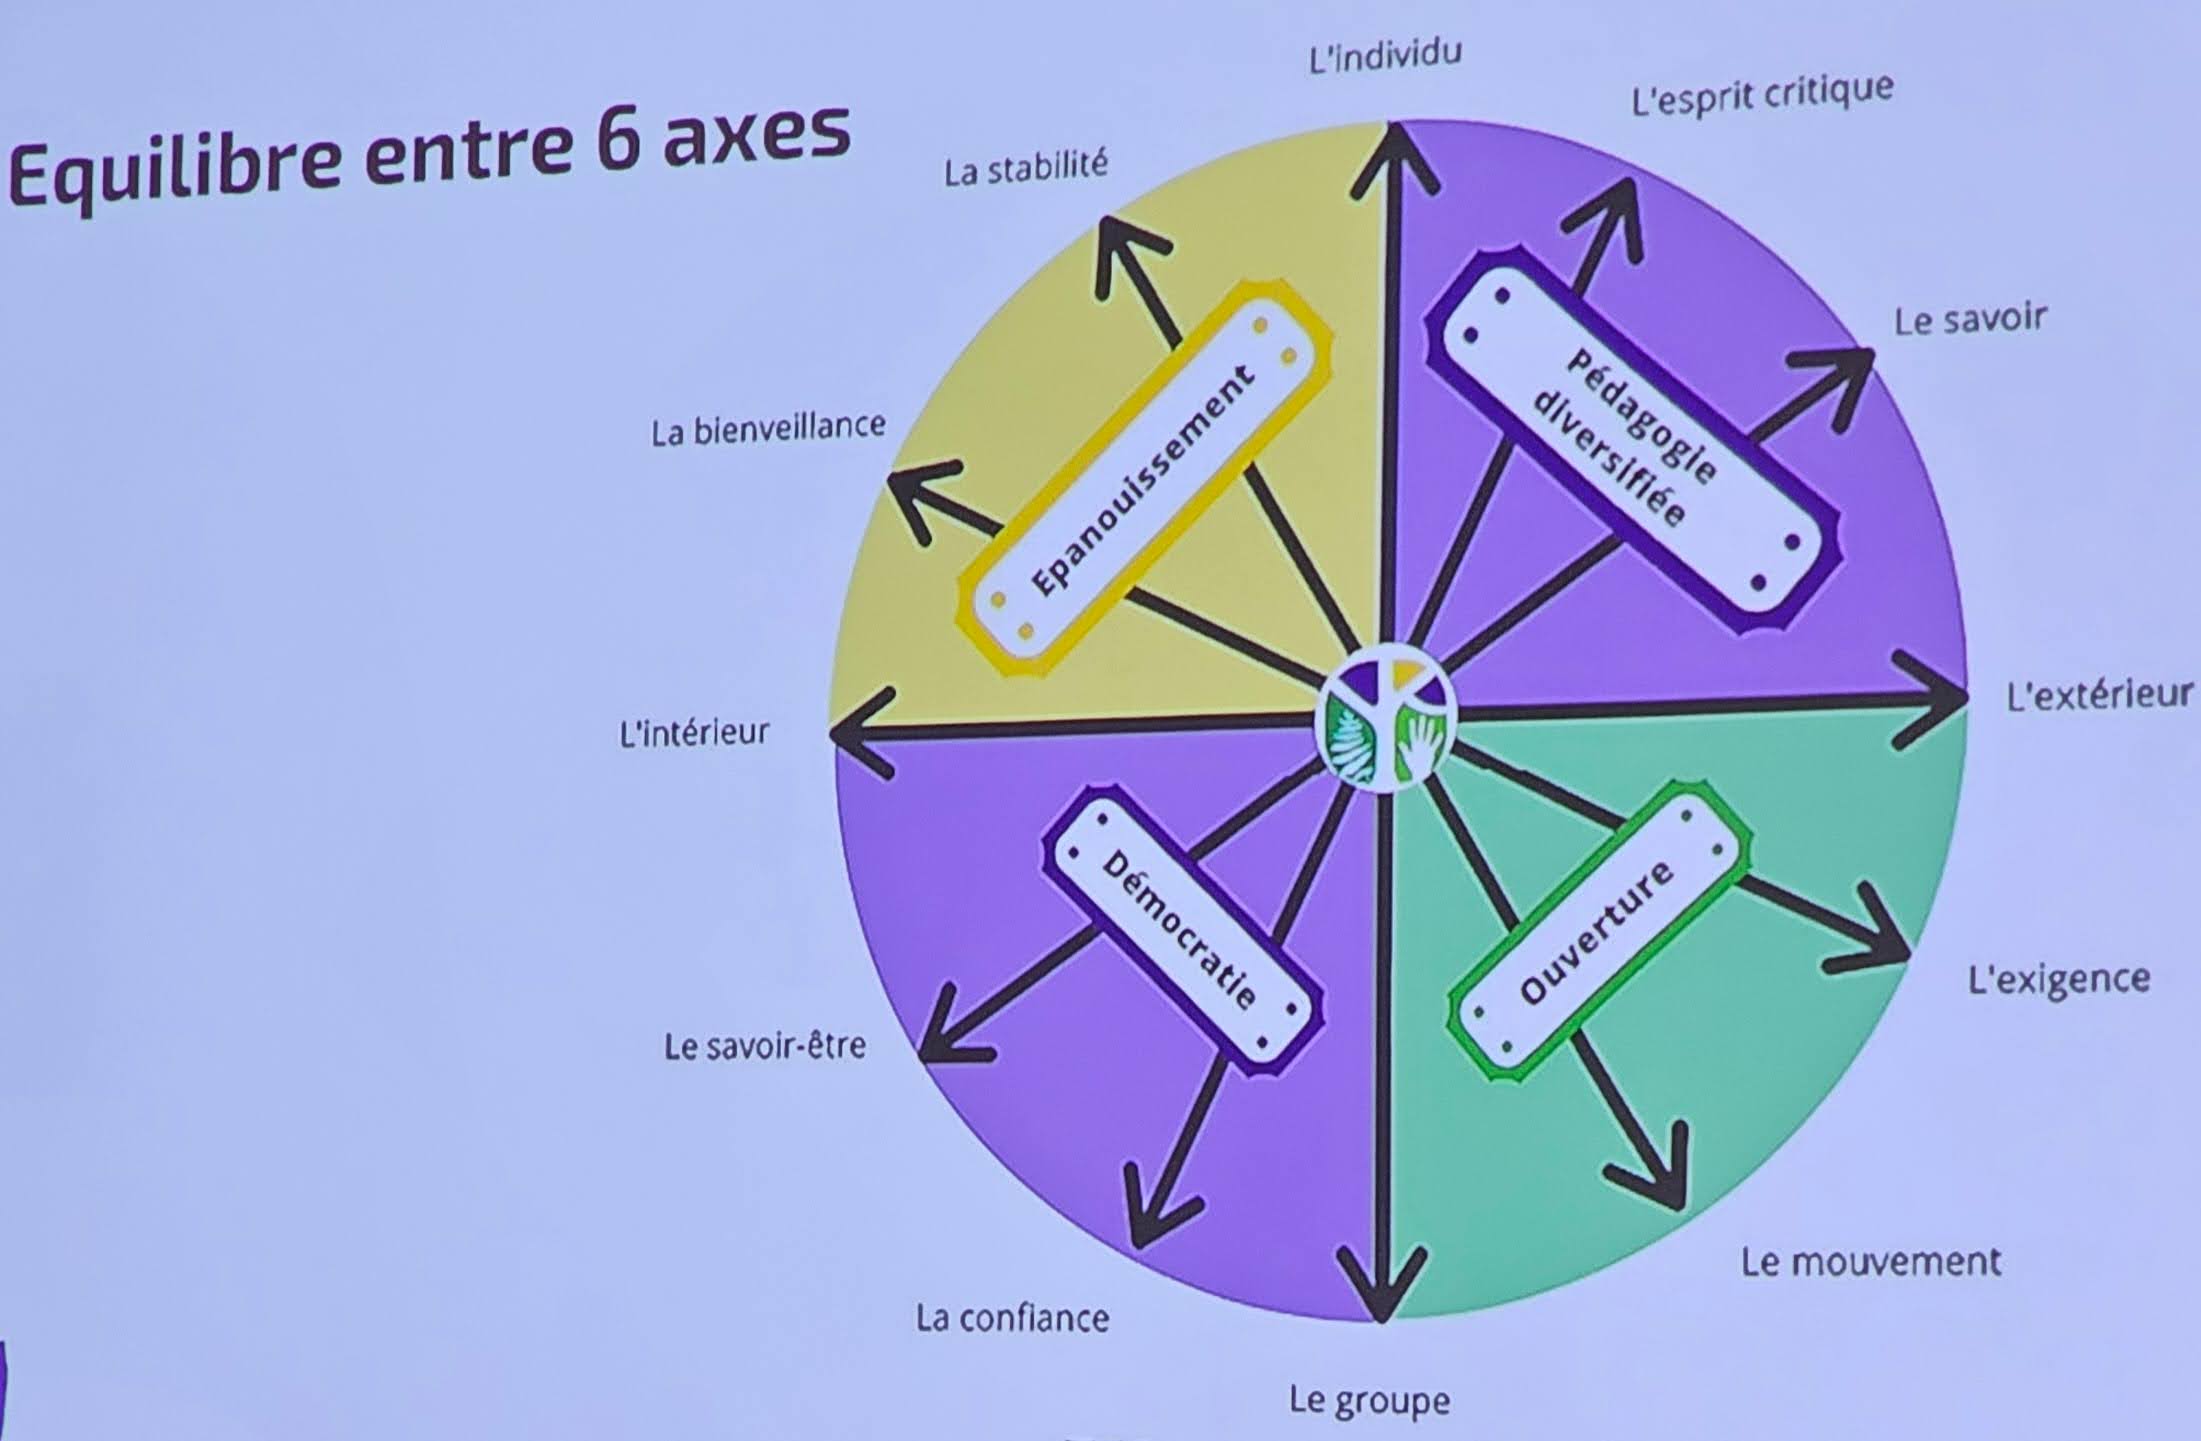 Equilibre entre 6 axes
L'individu
L'esprit critique
La stabilité
Le savoir
La bienveillance
Epanouissement
Pédagogie
diversifiée
L'intérieur
L'extérieur
Démocratie
Ouverture
L'exigence
Le savoir-être
Le mouvement
La confiance
Le groupe